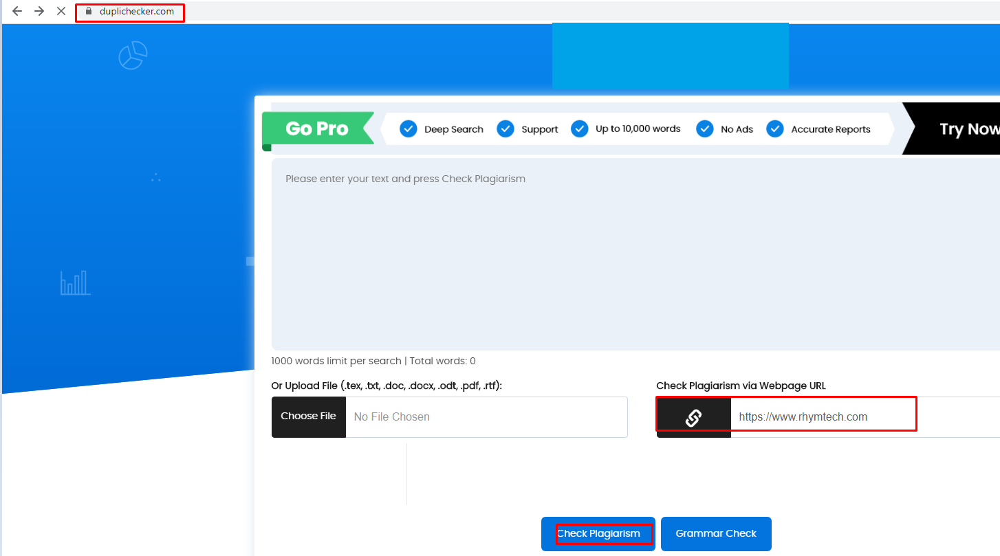 duplichecker.com
Go Pro Deep Search Support Up to 10,000 words No Ads Accurate Reports Try Now
Please enter your text and press Check Plagiarism
1000 words limit per search | Total words: 0
Or Upload File (.tex, .txt, .doc, .docx, .odt, .pdf, .rtf): Check Plagiarism via Webpage URL
Choose File No File Chosen https://www.rhymtech.com
Check Plagiarism Grammar Check